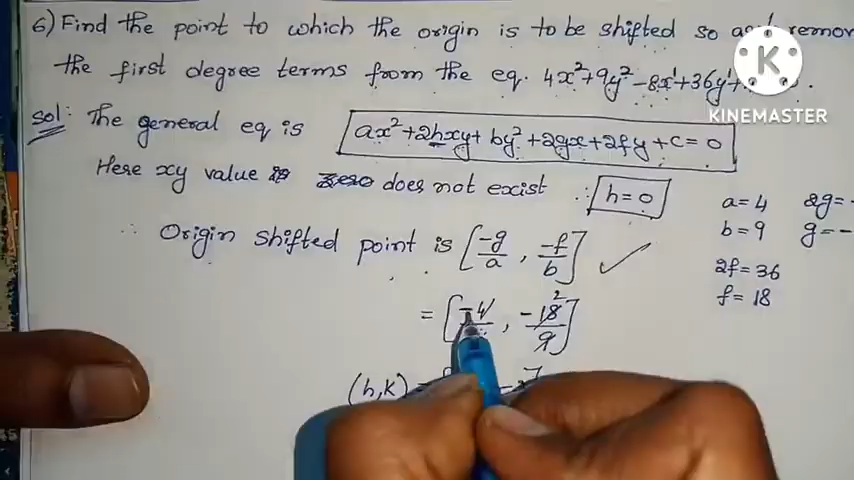 6) Find the point to which the origin is to be shifted so as to remov
the first degree terms from the eq. 4x²+9y²-8x+36y+
K
KINEMASTER
Sol: The general eq is ax²+2hxy+by²+2gx+2fy+c=0
Here xy value does not exist ∴ h=0
a=4 2g=-
b=9 g=-
∴ Origin shifted point is [-g/a, -f/b] ✓
2f=36
f=18
= [-4/, -18/9] 2
(h,k) =